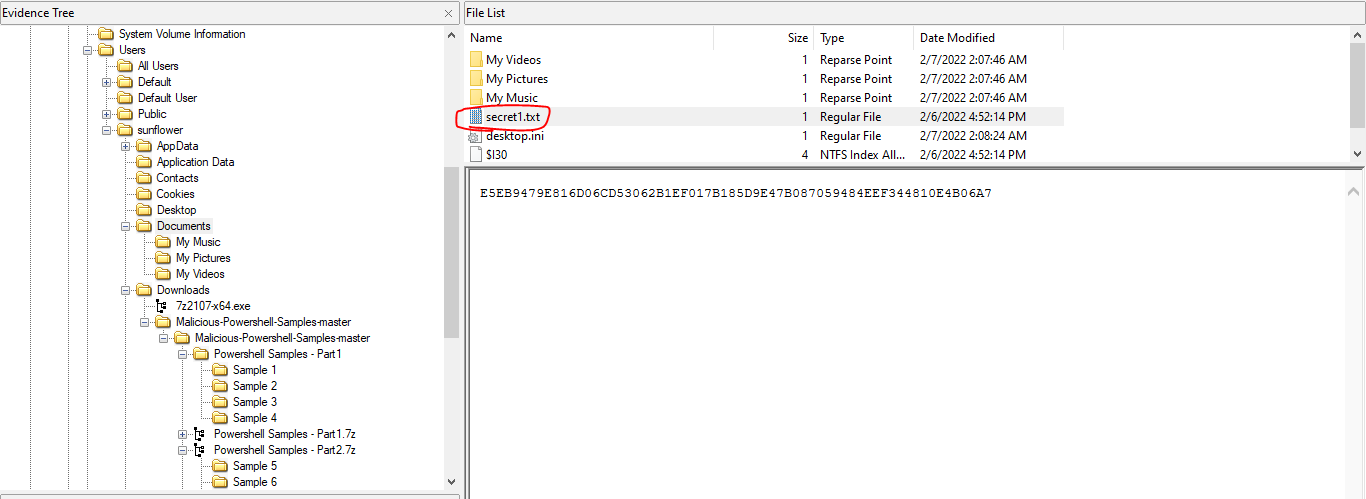 Evidence Tree
System Volume Information
Users
All Users
Default
Default User
Public
sunflower
AppData
Application Data
Contacts
Cookies
Desktop
Documents
My Music
My Pictures
My Videos
Downloads
7z2107-x64.exe
Malicious-Powershell-Samples-master
Malicious-Powershell-Samples-master
Powershell Samples - Part1
Sample 1
Sample 2
Sample 3
Sample 4
Powershell Samples - Part1.7z
Powershell Samples - Part2.7z
Sample 5
Sample 6
File List
Name Size Type Date Modified
My Videos 1 Reparse Point 2/7/2022 2:07:46 AM
My Pictures 1 Reparse Point 2/7/2022 2:07:46 AM
My Music 1 Reparse Point 2/7/2022 2:07:46 AM
secret1.txt 1 Regular File 2/6/2022 4:52:14 PM
desktop.ini 1 Regular File 2/7/2022 2:08:24 AM
$I30 4 NTFS Index All... 2/6/2022 4:52:14 PM
E5EB9479E816D06CD53062B1EF017B185D9E47B087059484EEF344810E4B06A7